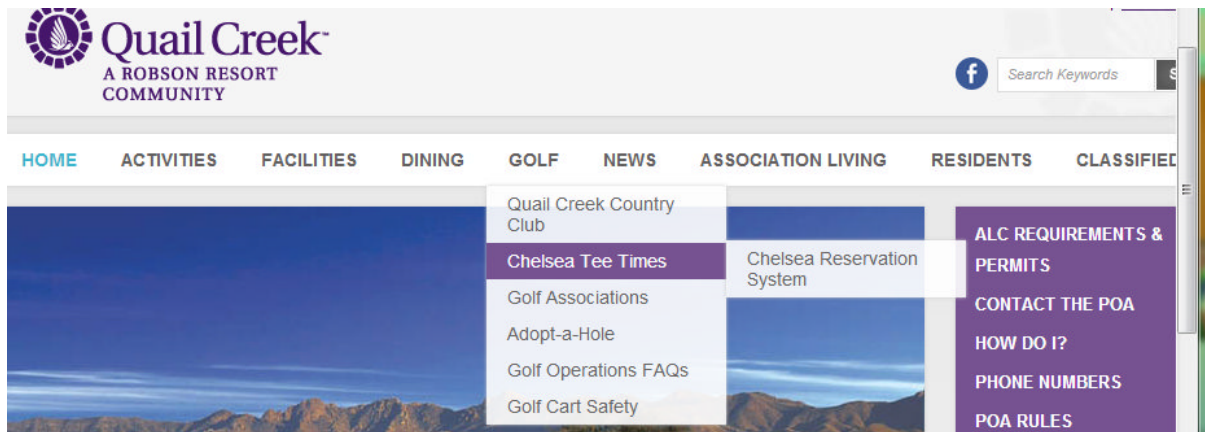 Quail Creek™
A ROBSON RESORT
COMMUNITY
f
Search Keywords
HOME ACTIVITIES FACILITIES DINING GOLF NEWS ASSOCIATION LIVING RESIDENTS CLASSIFIED
Quail Creek Country
Club
Chelsea Tee Times
Golf Associations
Adopt-a-Hole
Golf Operations FAQs
Golf Cart Safety
Chelsea Reservation
System
ALC REQUIREMENTS &
PERMITS
CONTACT THE POA
HOW DO I?
PHONE NUMBERS
POA RULES